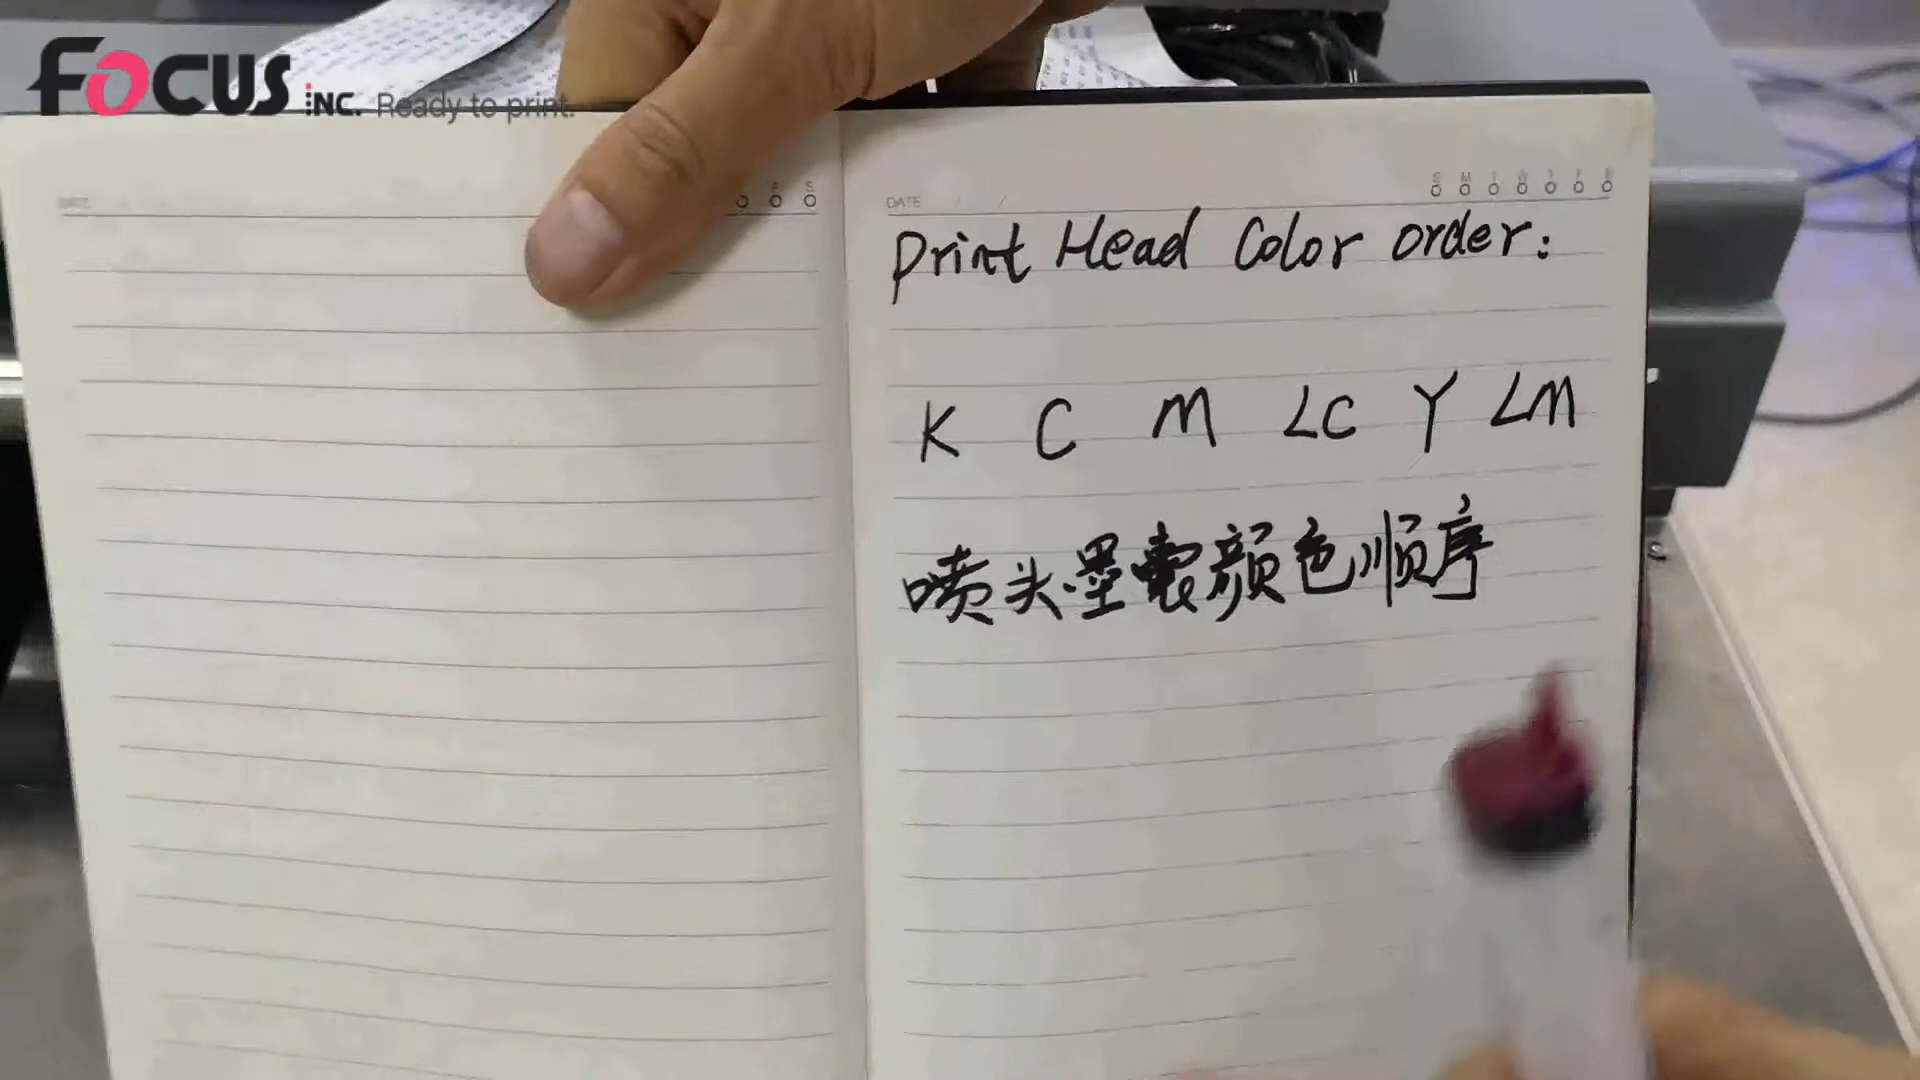 FOCUS INC. Ready to print.
F S
DATE
S M T W T F S
DATE / /
Print Head Color order:
K C M LC Y LM
喷头墨囊颜色顺序